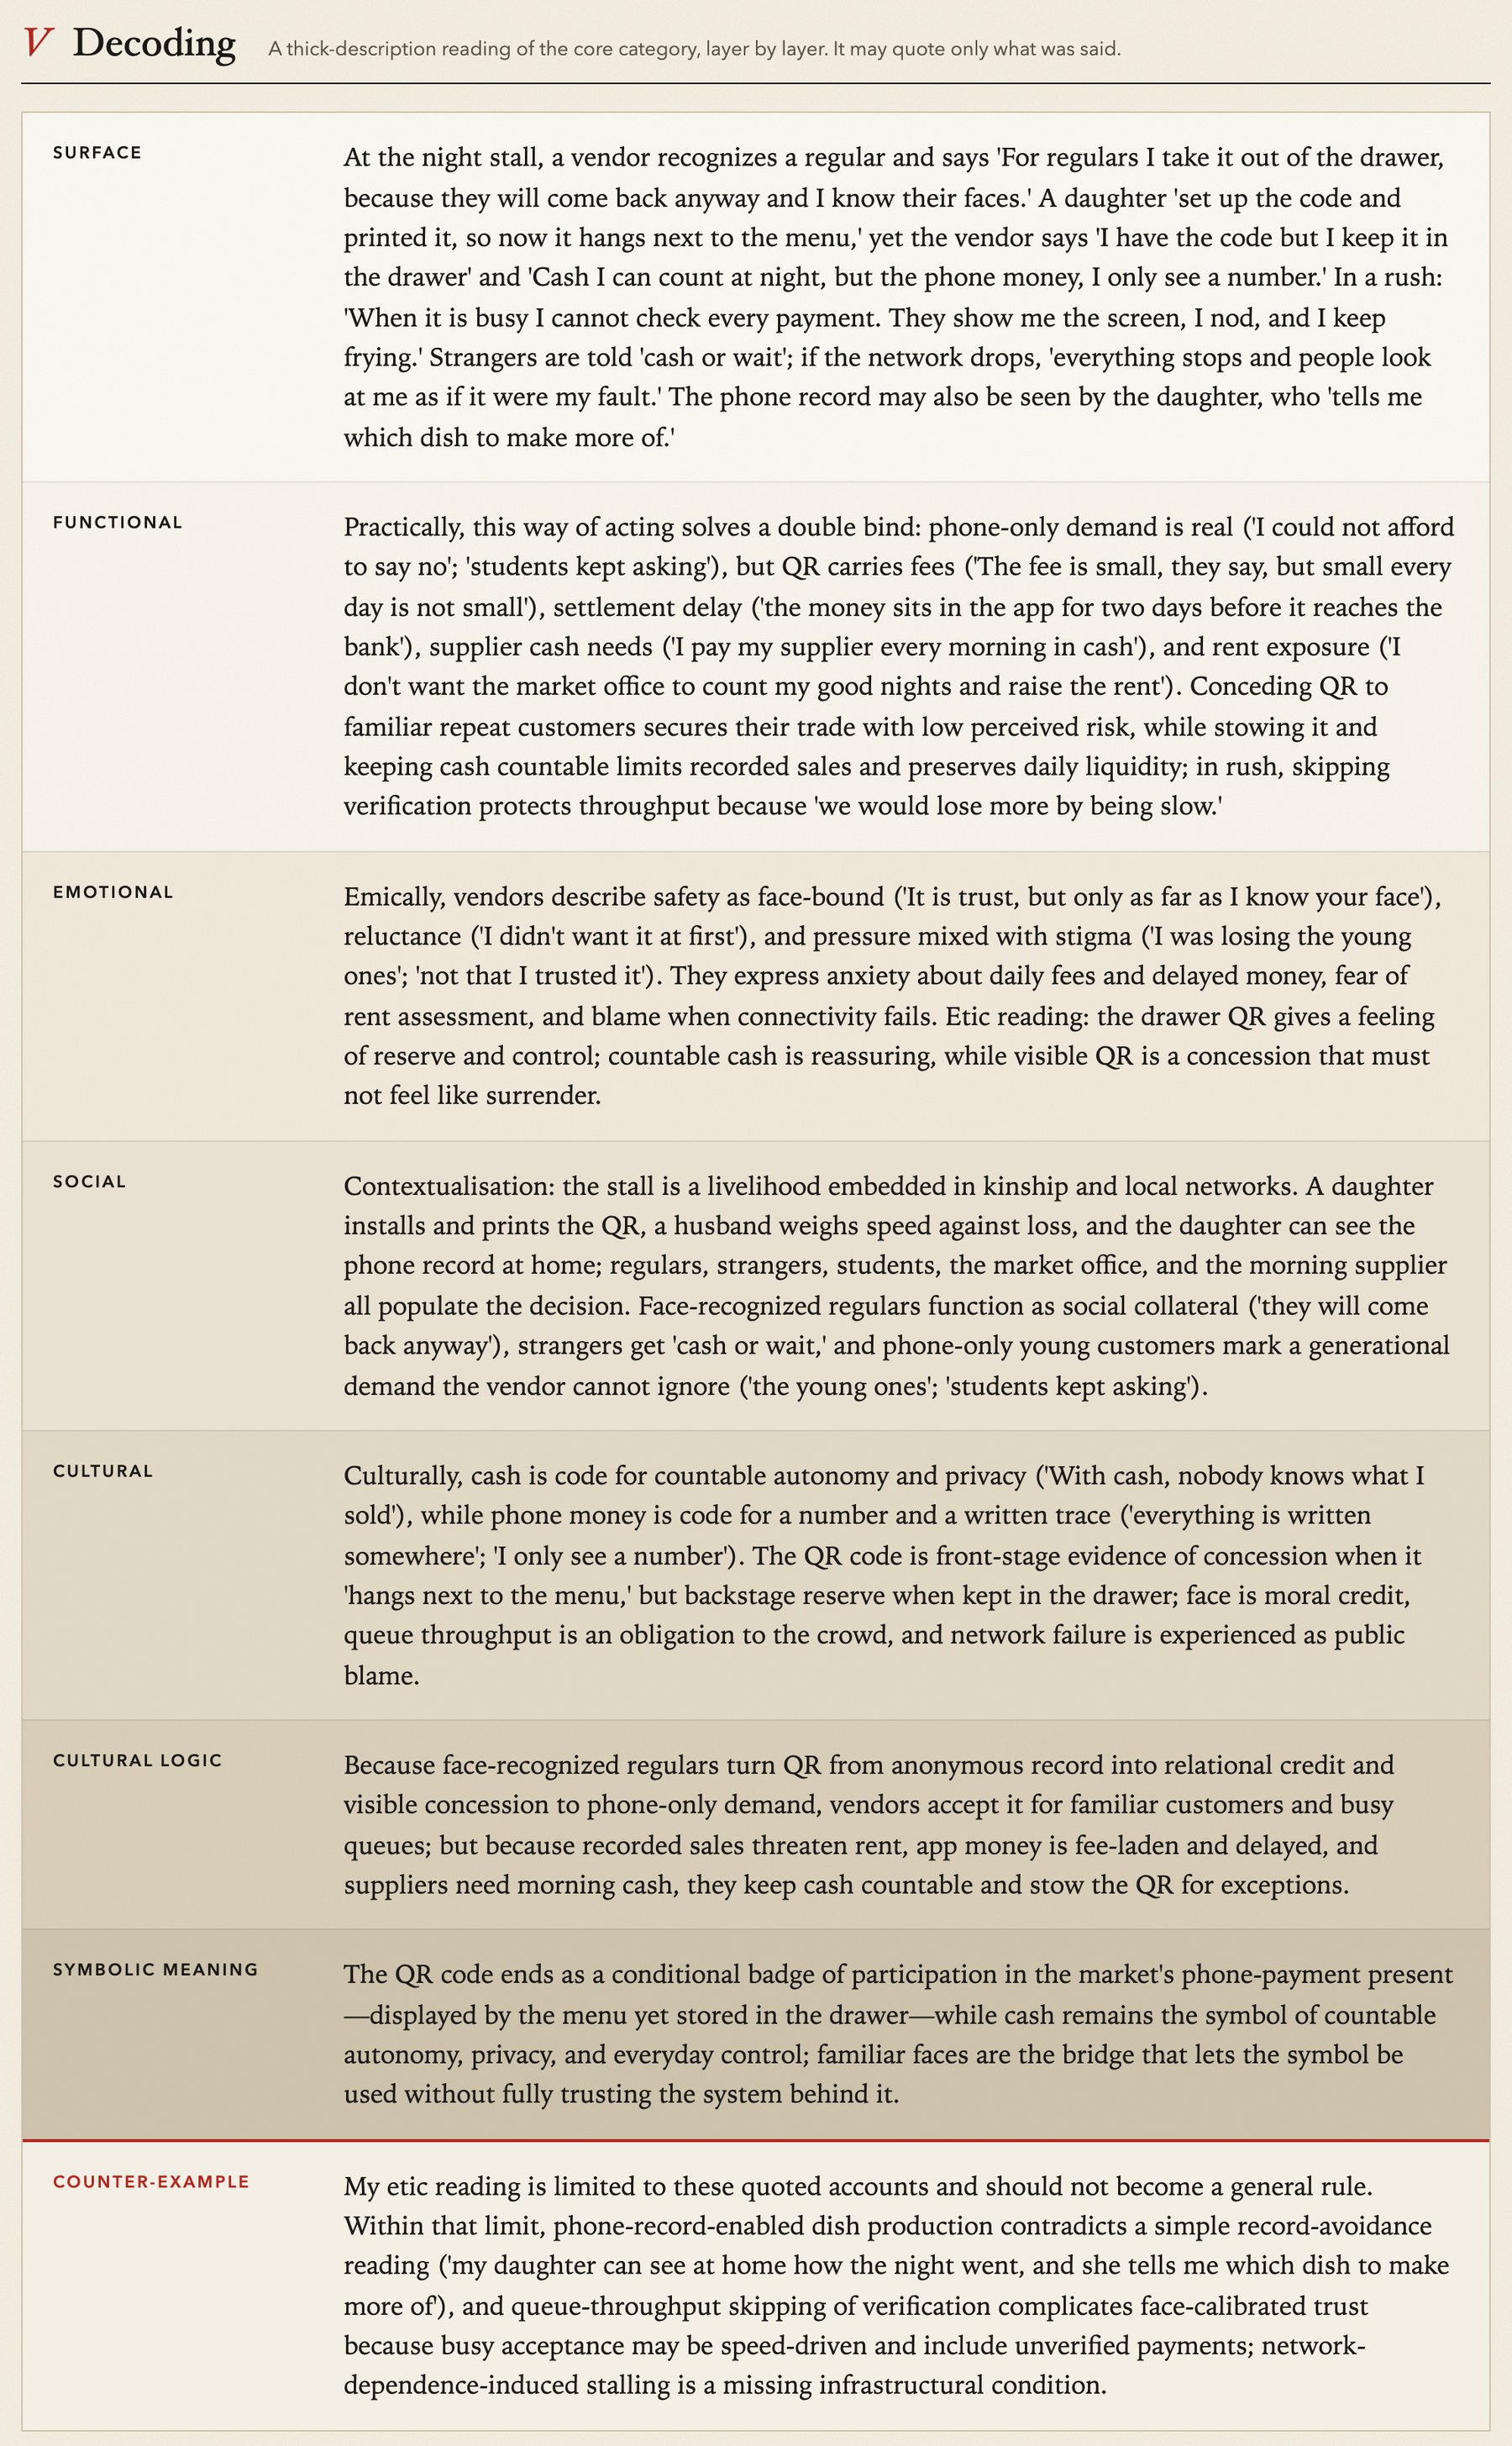 V Decoding A thick-description reading of the core category, layer by layer. It may quote only what was said.
SURFACE
At the night stall, a vendor recognizes a regular and says 'For regulars I take it out of the drawer,
because they will come back anyway and I know their faces.' A daughter 'set up the code and
printed it, so now it hangs next to the menu,' yet the vendor says 'I have the code but I keep it in
the drawer' and 'Cash I can count at night, but the phone money, I only see a number.' In a rush:
'When it is busy I cannot check every payment. They show me the screen, I nod, and I keep
frying.' Strangers are told 'cash or wait'; if the network drops, 'everything stops and people look
at me as if it were my fault.' The phone record may also be seen by the daughter, who 'tells me
which dish to make more of.'
FUNCTIONAL
Practically, this way of acting solves a double bind: phone-only demand is real ('I could not afford
to say no'; 'students kept asking'), but QR carries fees ('The fee is small, they say, but small every
day is not small'), settlement delay ('the money sits in the app for two days before it reaches the
bank'), supplier cash needs ('I pay my supplier every morning in cash'), and rent exposure ('I
don't want the market office to count my good nights and raise the rent'). Conceding QR to
familiar repeat customers secures their trade with low perceived risk, while stowing it and
keeping cash countable limits recorded sales and preserves daily liquidity; in rush, skipping
verification protects throughput because 'we would lose more by being slow.'
EMOTIONAL
Emically, vendors describe safety as face-bound ('It is trust, but only as far as I know your face'),
reluctance ('I didn't want it at first'), and pressure mixed with stigma ('I was losing the young
ones'; 'not that I trusted it'). They express anxiety about daily fees and delayed money, fear of
rent assessment, and blame when connectivity fails. Etic reading: the drawer QR gives a feeling
of reserve and control; countable cash is reassuring, while visible QR is a concession that must
not feel like surrender.
SOCIAL
Contextualisation: the stall is a livelihood embedded in kinship and local networks. A daughter
installs and prints the QR, a husband weighs speed against loss, and the daughter can see the
phone record at home; regulars, strangers, students, the market office, and the morning supplier
all populate the decision. Face-recognized regulars function as social collateral ('they will come
back anyway'), strangers get 'cash or wait,' and phone-only young customers mark a generational
demand the vendor cannot ignore ('the young ones'; 'students kept asking').
CULTURAL
Culturally, cash is code for countable autonomy and privacy ('With cash, nobody knows what I
sold'), while phone money is code for a number and a written trace ('everything is written
somewhere'; 'I only see a number'). The QR code is front-stage evidence of concession when it
'hangs next to the menu,' but backstage reserve when kept in the drawer; face is moral credit,
queue throughput is an obligation to the crowd, and network failure is experienced as public
blame.
CULTURAL LOGIC
Because face-recognized regulars turn QR from anonymous record into relational credit and
visible concession to phone-only demand, vendors accept it for familiar customers and busy
queues; but because recorded sales threaten rent, app money is fee-laden and delayed, and
suppliers need morning cash, they keep cash countable and stow the QR for exceptions.
SYMBOLIC MEANING
The QR code ends as a conditional badge of participation in the market's phone-payment present
—displayed by the menu yet stored in the drawer—while cash remains the symbol of countable
autonomy, privacy, and everyday control; familiar faces are the bridge that lets the symbol be
used without fully trusting the system behind it.
COUNTER-EXAMPLE
My etic reading is limited to these quoted accounts and should not become a general rule.
Within that limit, phone-record-enabled dish production contradicts a simple record-avoidance
reading ('my daughter can see at home how the night went, and she tells me which dish to make
more of'), and queue-throughput skipping of verification complicates face-calibrated trust
because busy acceptance may be speed-driven and include unverified payments; network-
dependence-induced stalling is a missing infrastructural condition.